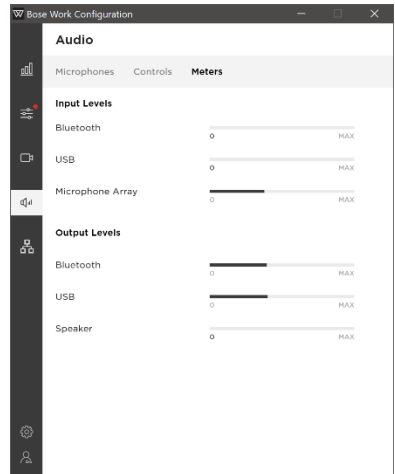 Bose Work Configuration
Audio
Microphones Controls Meters
Input Levels
Bluetooth
0 MAX
USB
0 MAX
Microphone Array
0 MAX
Output Levels
Bluetooth
0 MAX
USB
0 MAX
Speaker
0 MAX